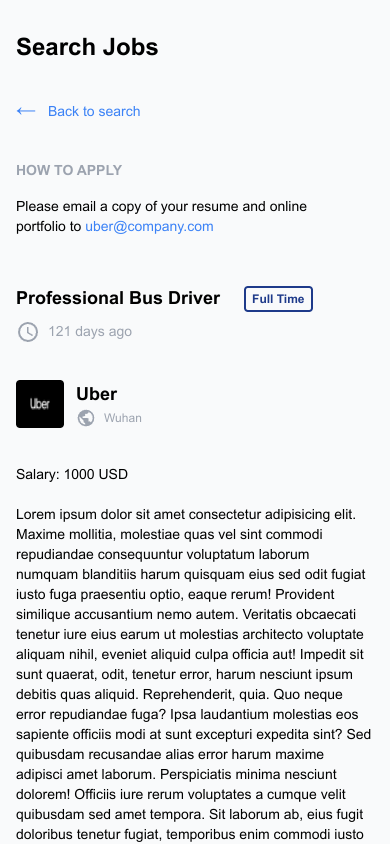 Search Jobs
Back to search
HOW TO APPLY
Please email a copy of your resume and online
portfolio to uber@company.com
Professional Bus Driver
Full Time
121 days ago
Uber
Uber
Wuhan
Salary: 1000 USD
Lorem ipsum dolor sit amet consectetur adipisicing elit.
Maxime mollitia, molestiae quas vel sint commodi
repudiandae consequuntur voluptatum laborum
numquam blanditiis harum quisquam eius sed odit fugiat
iusto fuga praesentiu optio, eaque rerum! Provident
similique accusantium nemo autem. Veritatis obcaecati
tenetur iure eius earum ut molestias architecto voluptate
aliquam nihil, eveniet aliquid culpa officia aut! Impedit sit
sunt quaerat, odit, tenetur error, harum nesciunt ipsum
debitis quas aliquid. Reprehenderit, quia. Quo neque
error repudiandae fuga? Ipsa laudantium molestias eos
sapiente officiis modi at sunt excepturi expedita sint? Sed
quibusdam recusandae alias error harum maxime
adipisci amet laborum. Perspiciatis minima nesciunt
dolorem! Officiis iure rerum voluptates a cumque velit
quibusdam sed amet tempora. Sit laborum ab, eius fugit
doloribus tenetur fugiat, temporibus enim commodi iusto